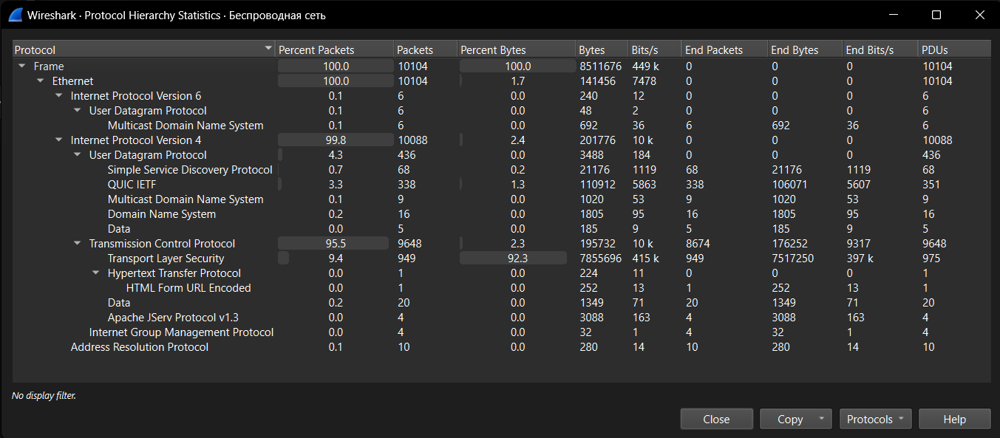 Wireshark · Protocol Hierarchy Statistics · Беспроводная сеть
Protocol Percent Packets Packets Percent Bytes Bytes Bits/s End Packets End Bytes End Bits/s PDUs
Frame 100.0 10104 100.0 8511676 449 k 0 0 0 10104
Ethernet 100.0 10104 1.7 141456 7478 0 0 0 10104
Internet Protocol Version 6 0.1 6 0.0 240 12 0 0 0 6
User Datagram Protocol 0.1 6 0.0 48 2 0 0 0 6
Multicast Domain Name System 0.1 6 0.0 692 36 6 692 36 6
Internet Protocol Version 4 99.8 10088 2.4 201776 10 k 0 0 0 10088
User Datagram Protocol 4.3 436 0.0 3488 184 0 0 0 436
Simple Service Discovery Protocol 0.7 68 0.2 21176 1119 68 21176 1119 68
QUIC IETF 3.3 338 1.3 110912 5863 338 106071 5607 351
Multicast Domain Name System 0.1 9 0.0 1020 53 9 1020 53 9
Domain Name System 0.2 16 0.0 1805 95 16 1805 95 16
Data 0.0 5 0.0 185 9 5 185 9 5
Transmission Control Protocol 95.5 9648 2.3 195732 10 k 8674 176252 9317 9648
Transport Layer Security 9.4 949 92.3 7855696 415 k 949 7517250 397 k 975
Hypertext Transfer Protocol 0.0 1 0.0 224 11 0 0 0 1
HTML Form URL Encoded 0.0 1 0.0 252 13 1 252 13 1
Data 0.2 20 0.0 1349 71 20 1349 71 20
Apache JServ Protocol v1.3 0.0 4 0.0 3088 163 4 3088 163 4
Internet Group Management Protocol 0.0 4 0.0 32 1 4 32 1 4
Address Resolution Protocol 0.1 10 0.0 280 14 10 280 14 10
No display filter.
Close Copy Protocols Help